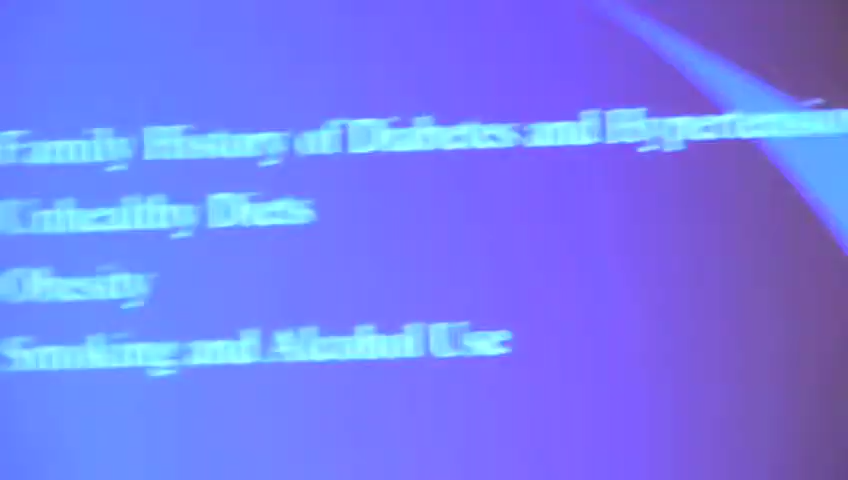 Family History of Diabetes and Hypertension
Unhealthy Diets
Obesity
Smoking and Alcohol Use